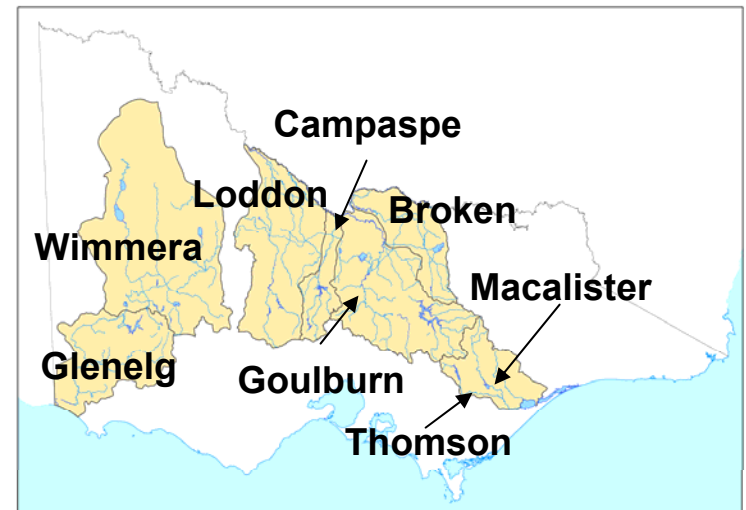 Campaspe
Loddon
Broken
Wimmera
Macalister
Glenelg
Goulburn
Thomson